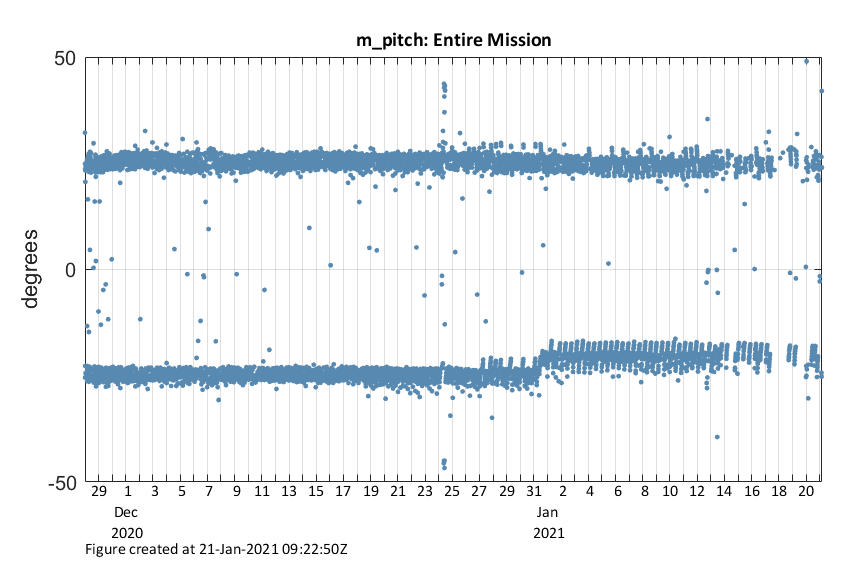 m_pitch: Entire Mission
50
0
-50
degrees
29 1 3 5 7 9 11 13 15 17 19 21 23 25 27 29 31 2 4 6 8 10 12 14 16 18 20
Dec Jan
2020 2021
Figure created at 21-Jan-2021 09:22:50Z